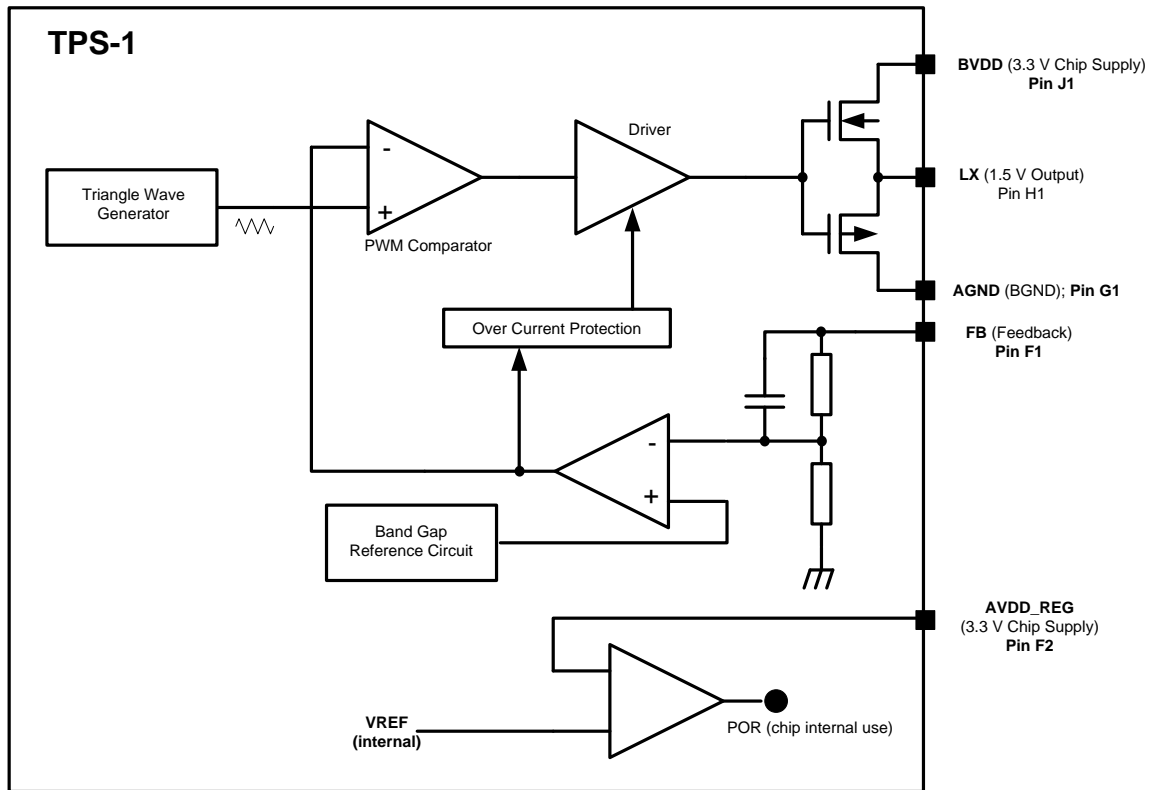 TPS-1
BVDD (3.3 V Chip Supply)
Pin J1
Driver
-
+
Triangle Wave
Generator
PWM Comparator
LX (1.5 V Output)
Pin H1
AGND (BGND); Pin G1
Over Current Protection
FB (Feedback)
Pin F1
-
+
Band Gap
Reference Circuit
AVDD_REG
(3.3 V Chip Supply)
Pin F2
VREF
(internal)
POR (chip internal use)